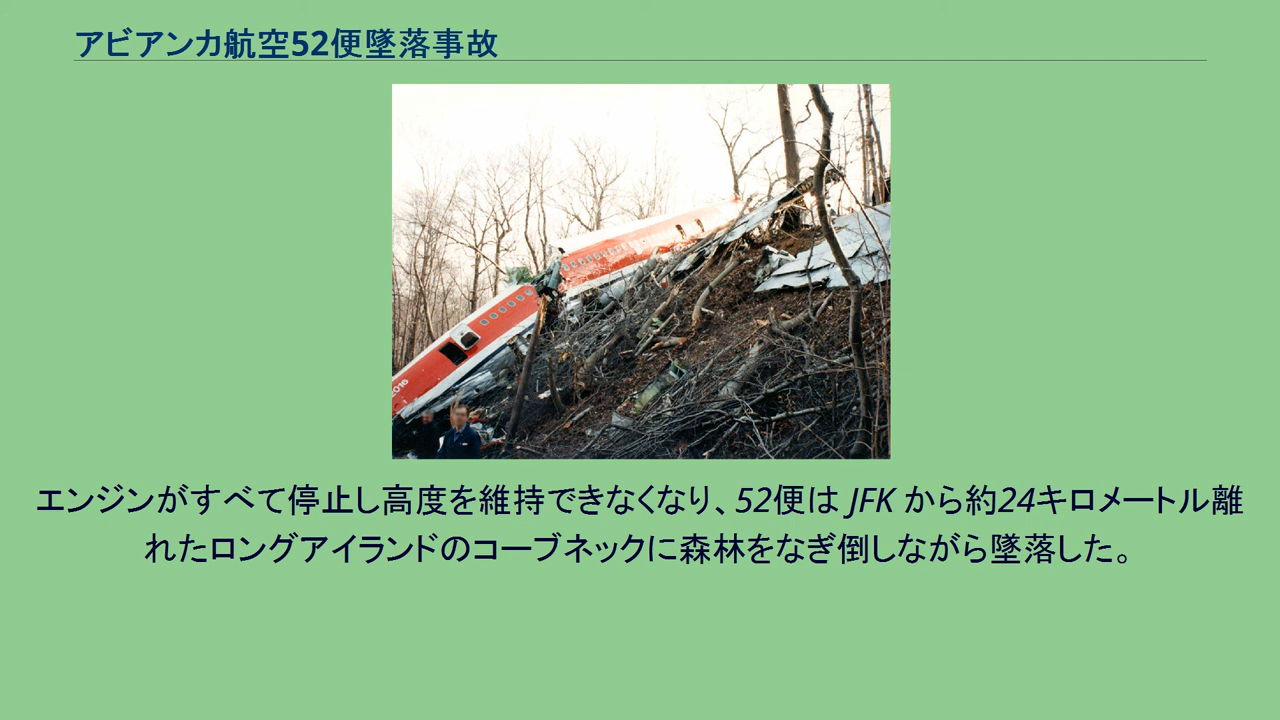 アビアンカ航空52便墜落事故
2016
エンジンがすべて停止し高度を維持できなくなり、52便は JFK から約24キロメートル離
れたロングアイランドのコーブネックに森林をなぎ倒しながら墜落した。